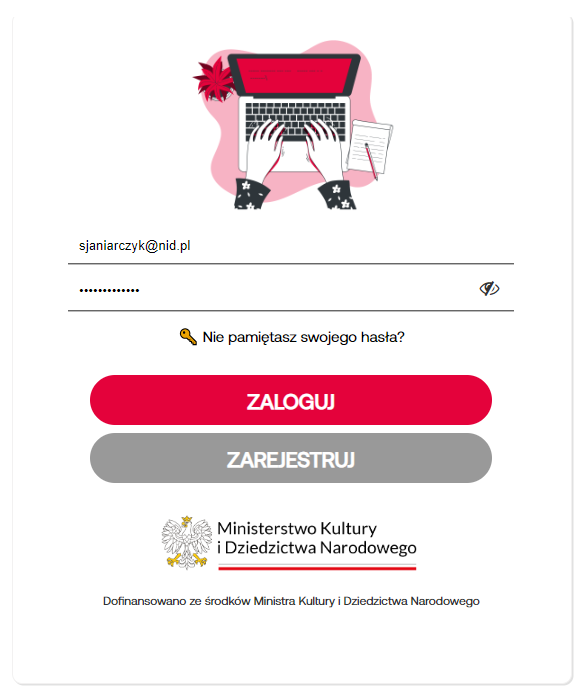 sjaniarczyk@nid.pl
•••••••••••••
Nie pamiętasz swojego hasła?
ZALOGUJ
ZAREJESTRUJ
Ministerstwo Kultury
i Dziedzictwa Narodowego
Dofinansowano ze środków Ministra Kultury i Dziedzictwa Narodowego